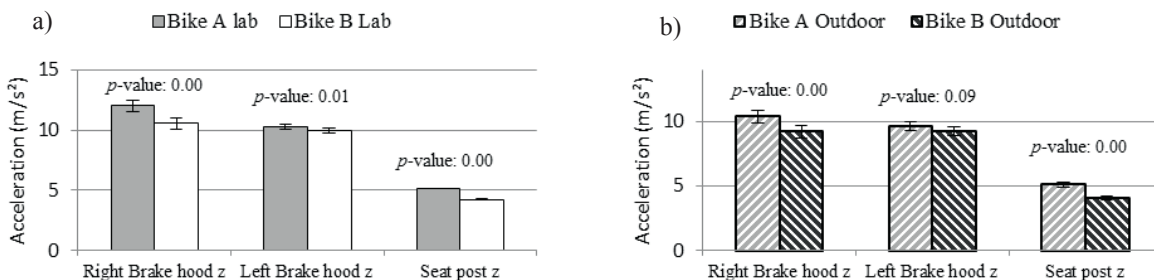 a)
Bike A lab Bike B Lab
Acceleration (m/s²)
15
10
5
0
p-value: 0.00
p-value: 0.01
p-value: 0.00
Right Brake hood z Left Brake hood z Seat post z
b)
Bike A Outdoor Bike B Outdoor
Acceleration (m/s²)
10
5
0
p-value: 0.00
p-value: 0.09
p-value: 0.00
Right Brake hood z Left Brake hood z Seat post z